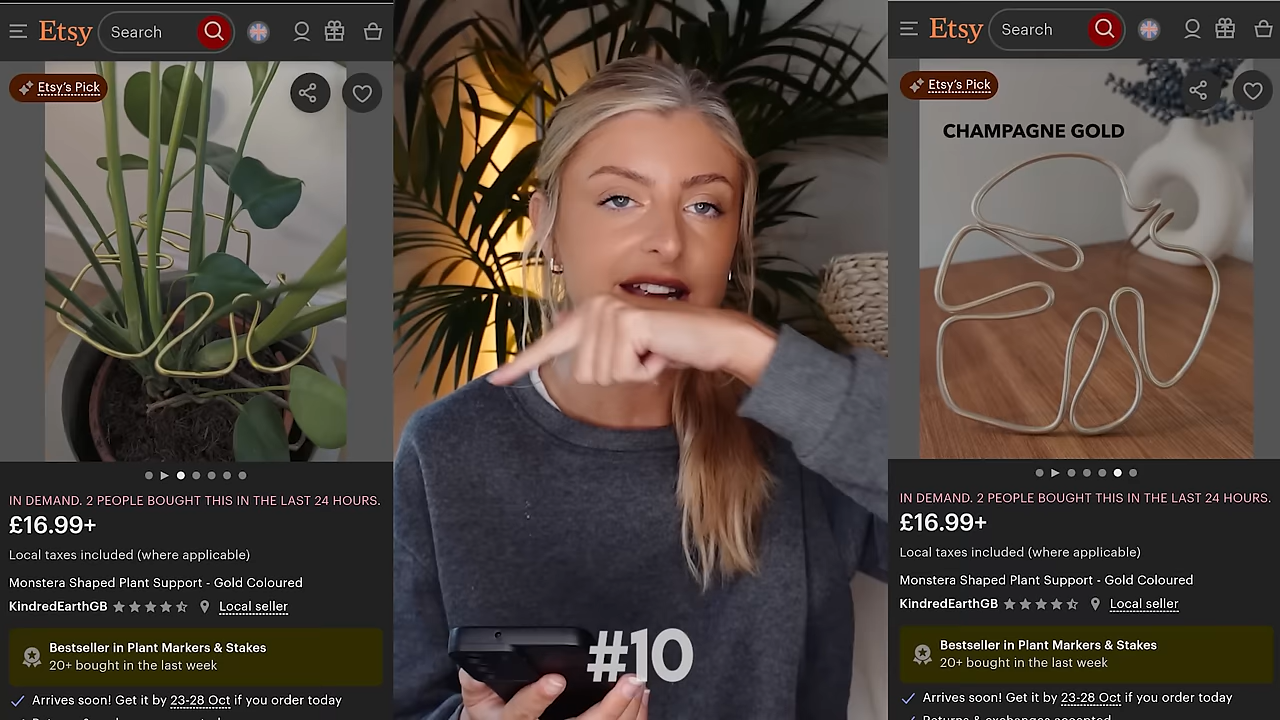 Etsy
Search
Etsy's Pick
IN DEMAND. 2 PEOPLE BOUGHT THIS IN THE LAST 24 HOURS.
£16.99+
Local taxes included (where applicable)
Monstera Shaped Plant Support - Gold Coloured
KindredEarthGB
Local seller
Bestseller in Plant Markers & Stakes
20+ bought in the last week
Arrives soon! Get it by 23-28 Oct if you order today
#10
Etsy
Search
Etsy's Pick
CHAMPAGNE GOLD
IN DEMAND. 2 PEOPLE BOUGHT THIS IN THE LAST 24 HOURS.
£16.99+
Local taxes included (where applicable)
Monstera Shaped Plant Support - Gold Coloured
KindredEarthGB
Local seller
Bestseller in Plant Markers & Stakes
20+ bought in the last week
Arrives soon! Get it by 23-28 Oct if you order today
Returns & exchanges accepted